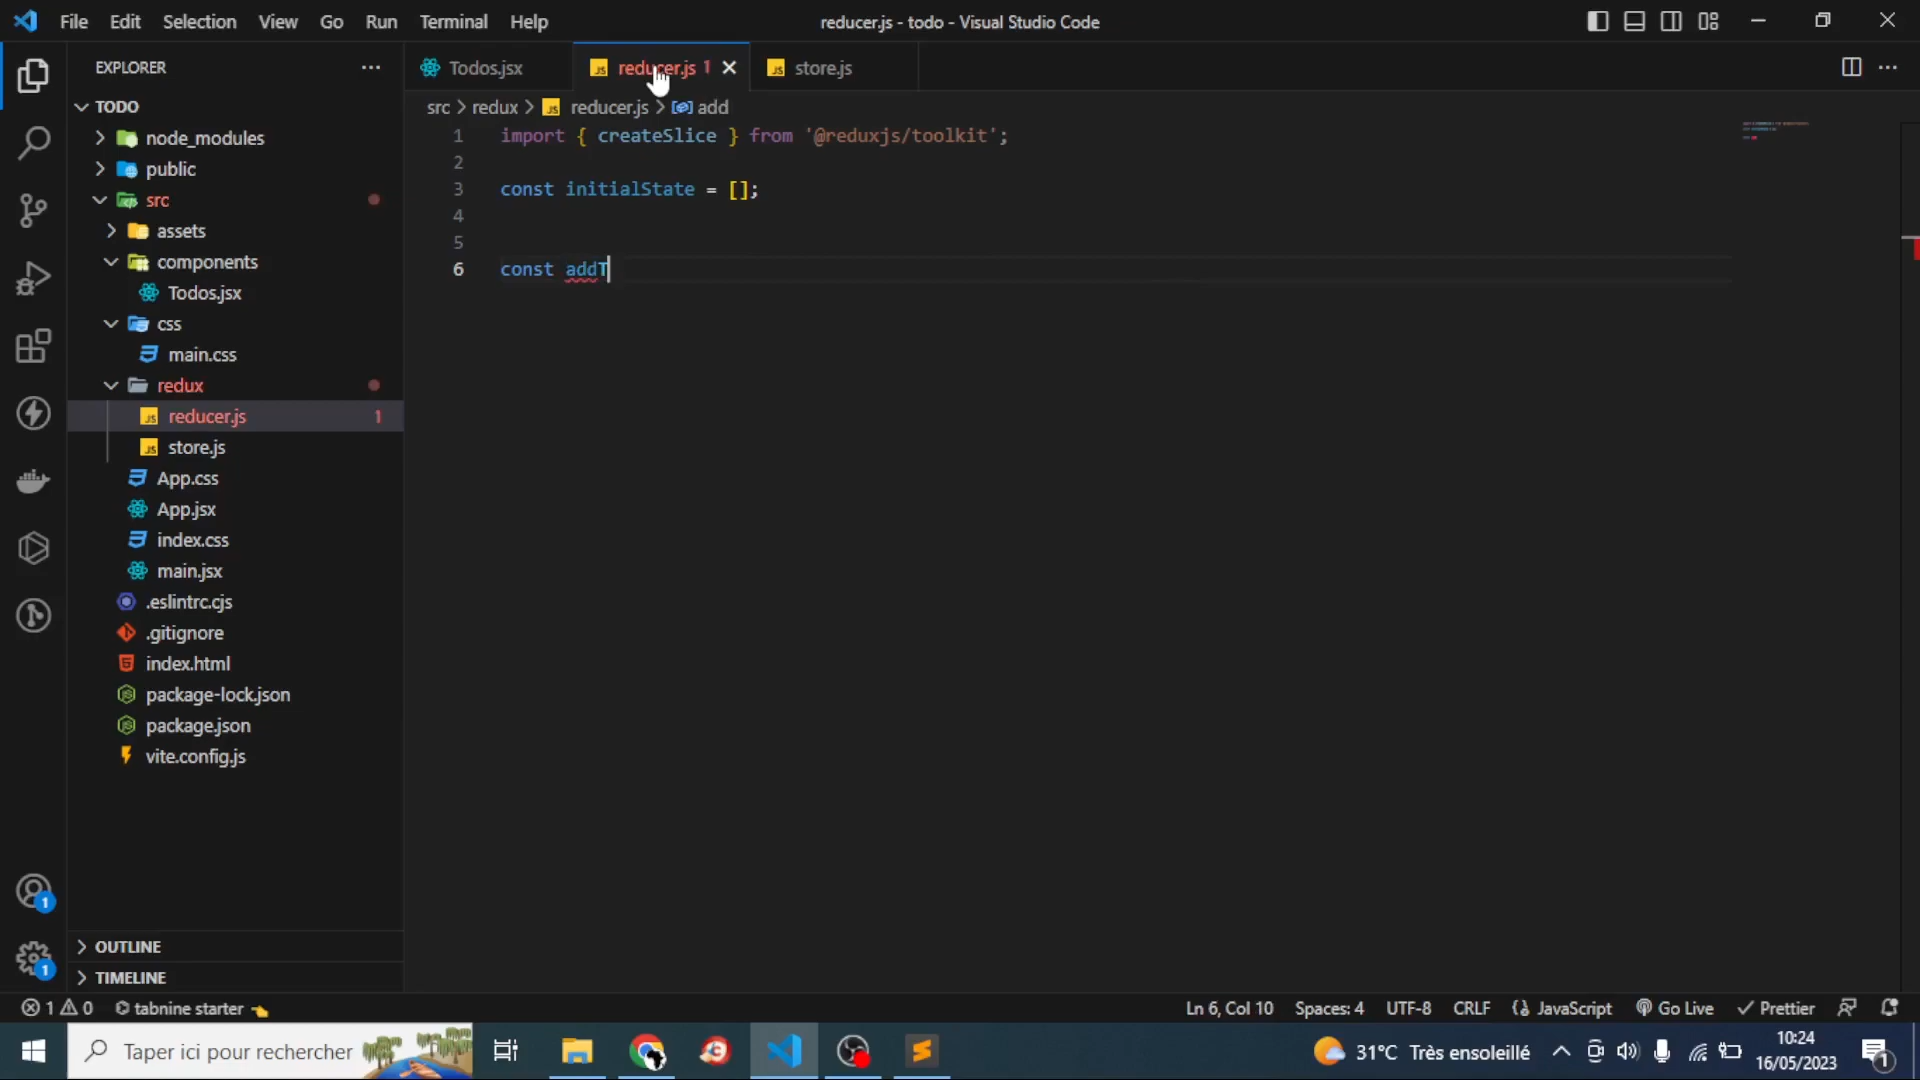 File Edit Selection View Go Run Terminal Help
reducer.js - todo - Visual Studio Code
EXPLORER
Todos.jsx
reducer.js 1
store.js
TODO
src > redux > reducer.js > add
node_modules
public
src
assets
components
Todos.jsx
css
main.css
redux
reducer.js 1
store.js
App.css
App.jsx
index.css
main.jsx
.eslintrc.cjs
.gitignore
index.html
package-lock.json
package.json
vite.config.js
1 import { createSlice } from '@reduxjs/toolkit';
2
3 const initialState = [];
4
5
6 const addT
1
1
OUTLINE
TIMELINE
1 0 tabnine starter
Ln 6, Col 10 Spaces: 4 UTF-8 CRLF JavaScript Go Live Prettier
Taper ici pour rechercher
31°C Très ensoleillé
10:24
16/05/2023
1